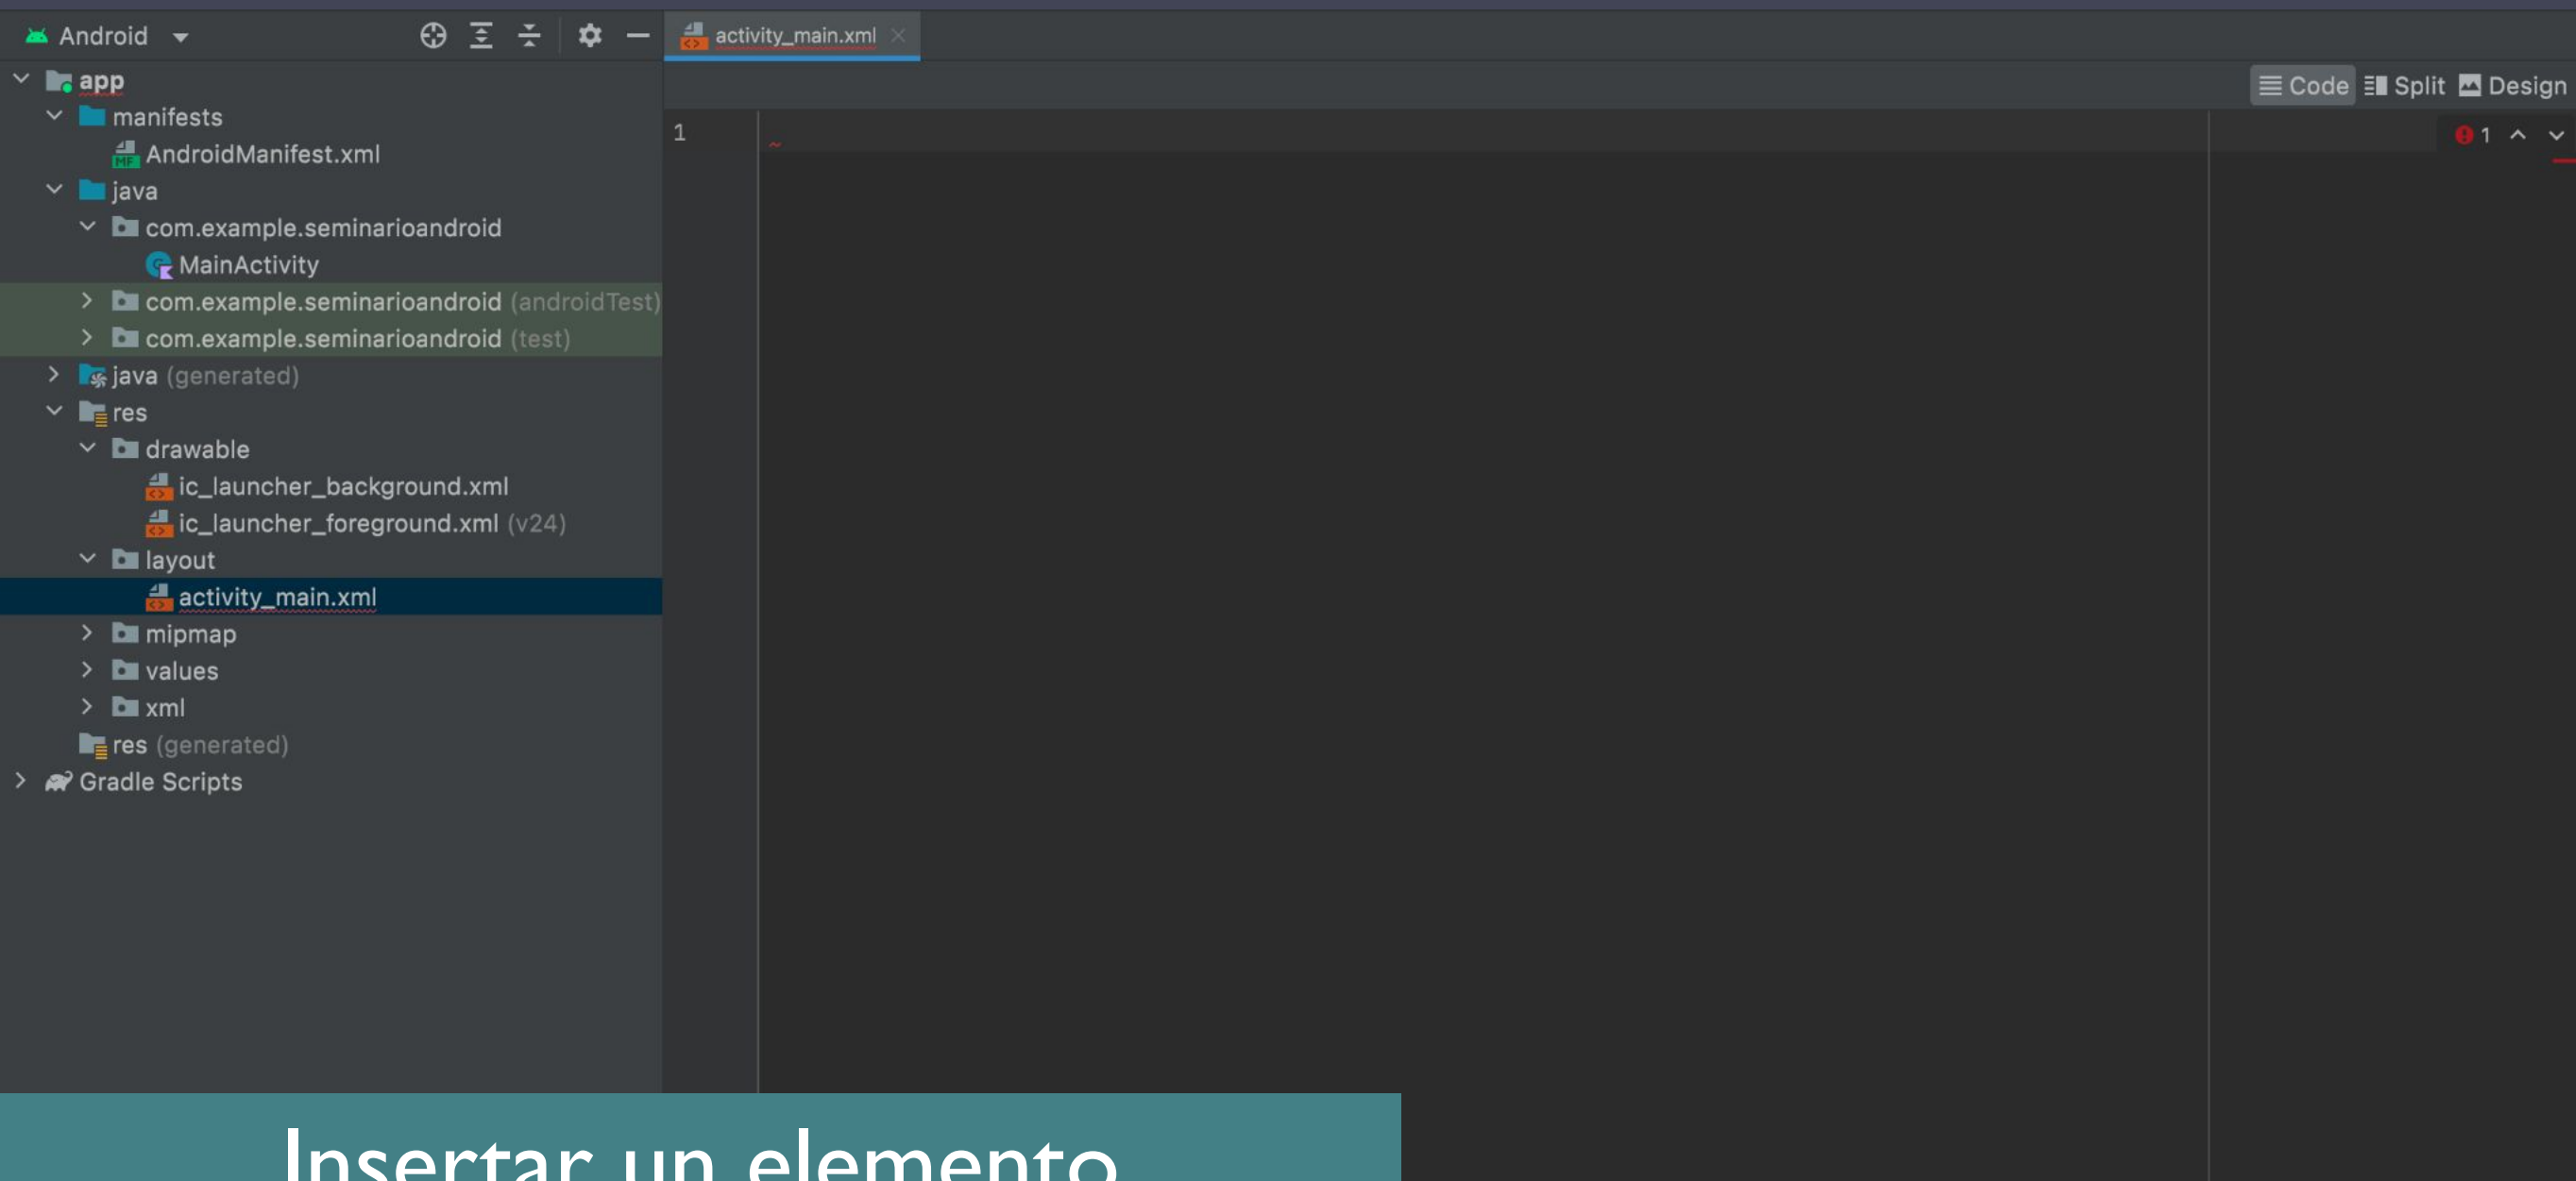 Android
activity_main.xml
app
Code Split Design
manifests
1
1
AndroidManifest.xml
MF
java
com.example.seminarioandroid
MainActivity
com.example.seminarioandroid (androidTest)
com.example.seminarioandroid (test)
java (generated)
res
drawable
ic_launcher_background.xml
ic_launcher_foreground.xml (v24)
layout
activity_main.xml
mipmap
values
xml
res (generated)
Gradle Scripts
Insertar un elemento